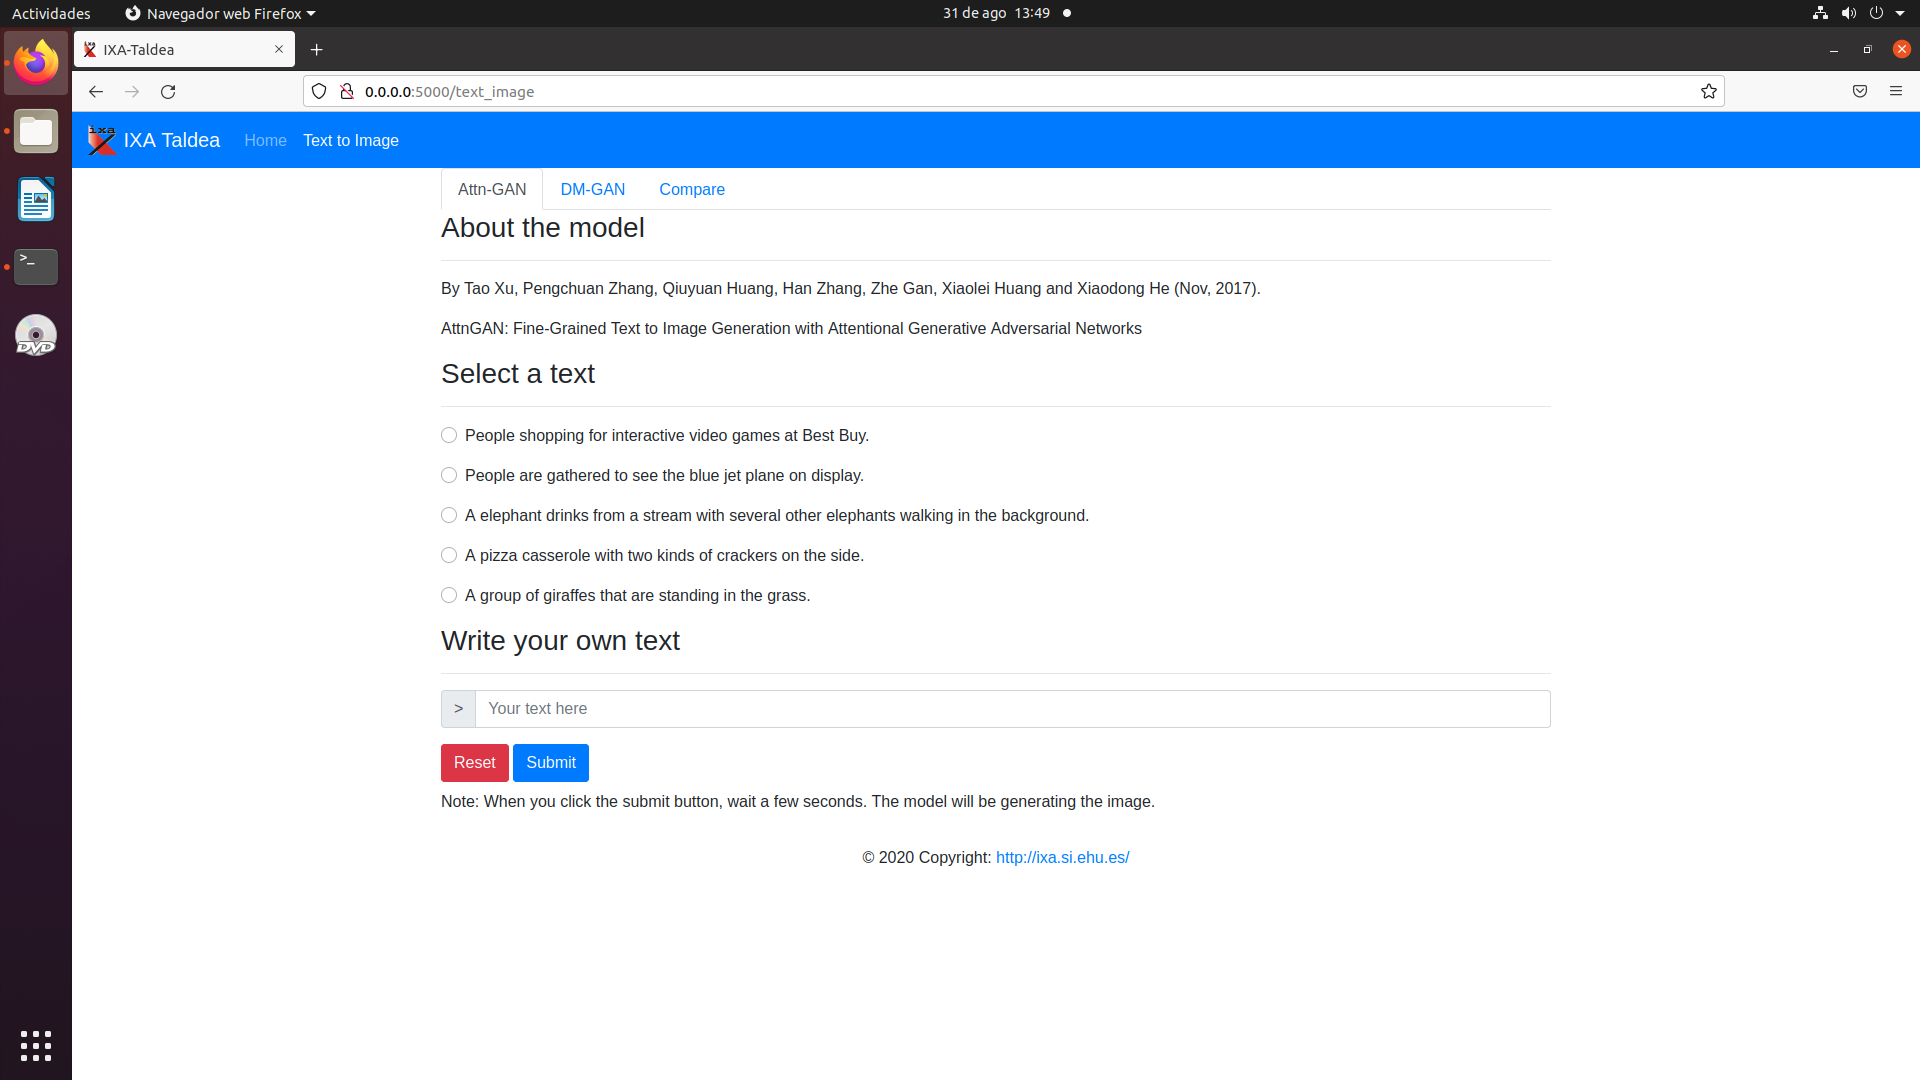 Actividades Navegador web Firefox 31 de ago 13:49
IXA-Taldea
0.0.0.0:5000/text_image
ixa IXA Taldea Home Text to Image
Attn-GAN DM-GAN Compare
About the model
By Tao Xu, Pengchuan Zhang, Qiuyuan Huang, Han Zhang, Zhe Gan, Xiaolei Huang and Xiaodong He (Nov, 2017).
AttnGAN: Fine-Grained Text to Image Generation with Attentional Generative Adversarial Networks
Select a text
People shopping for interactive video games at Best Buy.
People are gathered to see the blue jet plane on display.
A elephant drinks from a stream with several other elephants walking in the background.
A pizza casserole with two kinds of crackers on the side.
A group of giraffes that are standing in the grass.
Write your own text
> Your text here
Reset Submit
Note: When you click the submit button, wait a few seconds. The model will be generating the image.
© 2020 Copyright: http://ixa.si.ehu.es/
>_
DVD